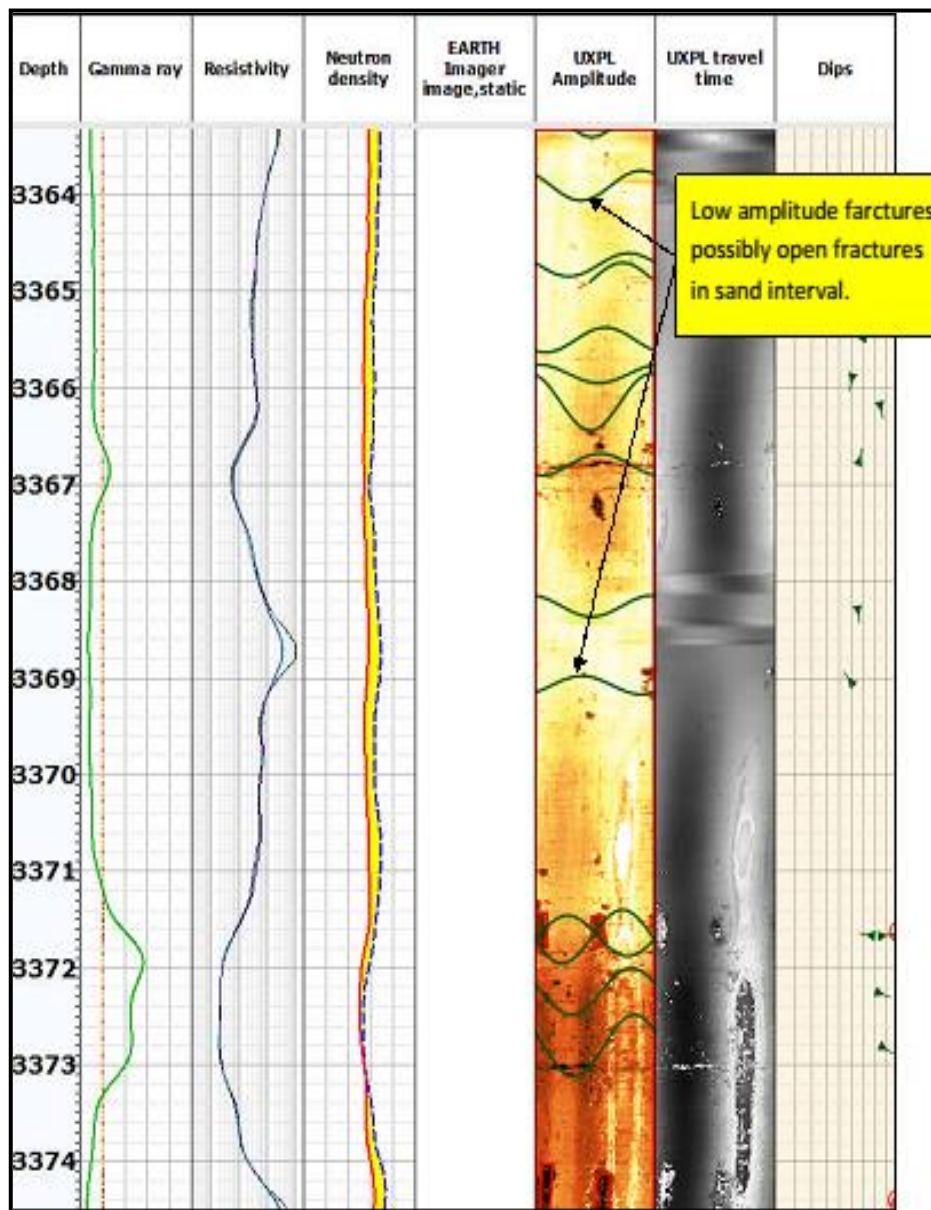 Depth
Gamma ray
Resistivity
Neutron
density
EARTH
Imager
image,static
UXPL
Amplitude
UXPL travel
time
Dips
3364
3365
3366
3367
3368
3369
3370
3371
3372
3373
3374
Low amplitude farctures
possibly open fractures
in sand interval.